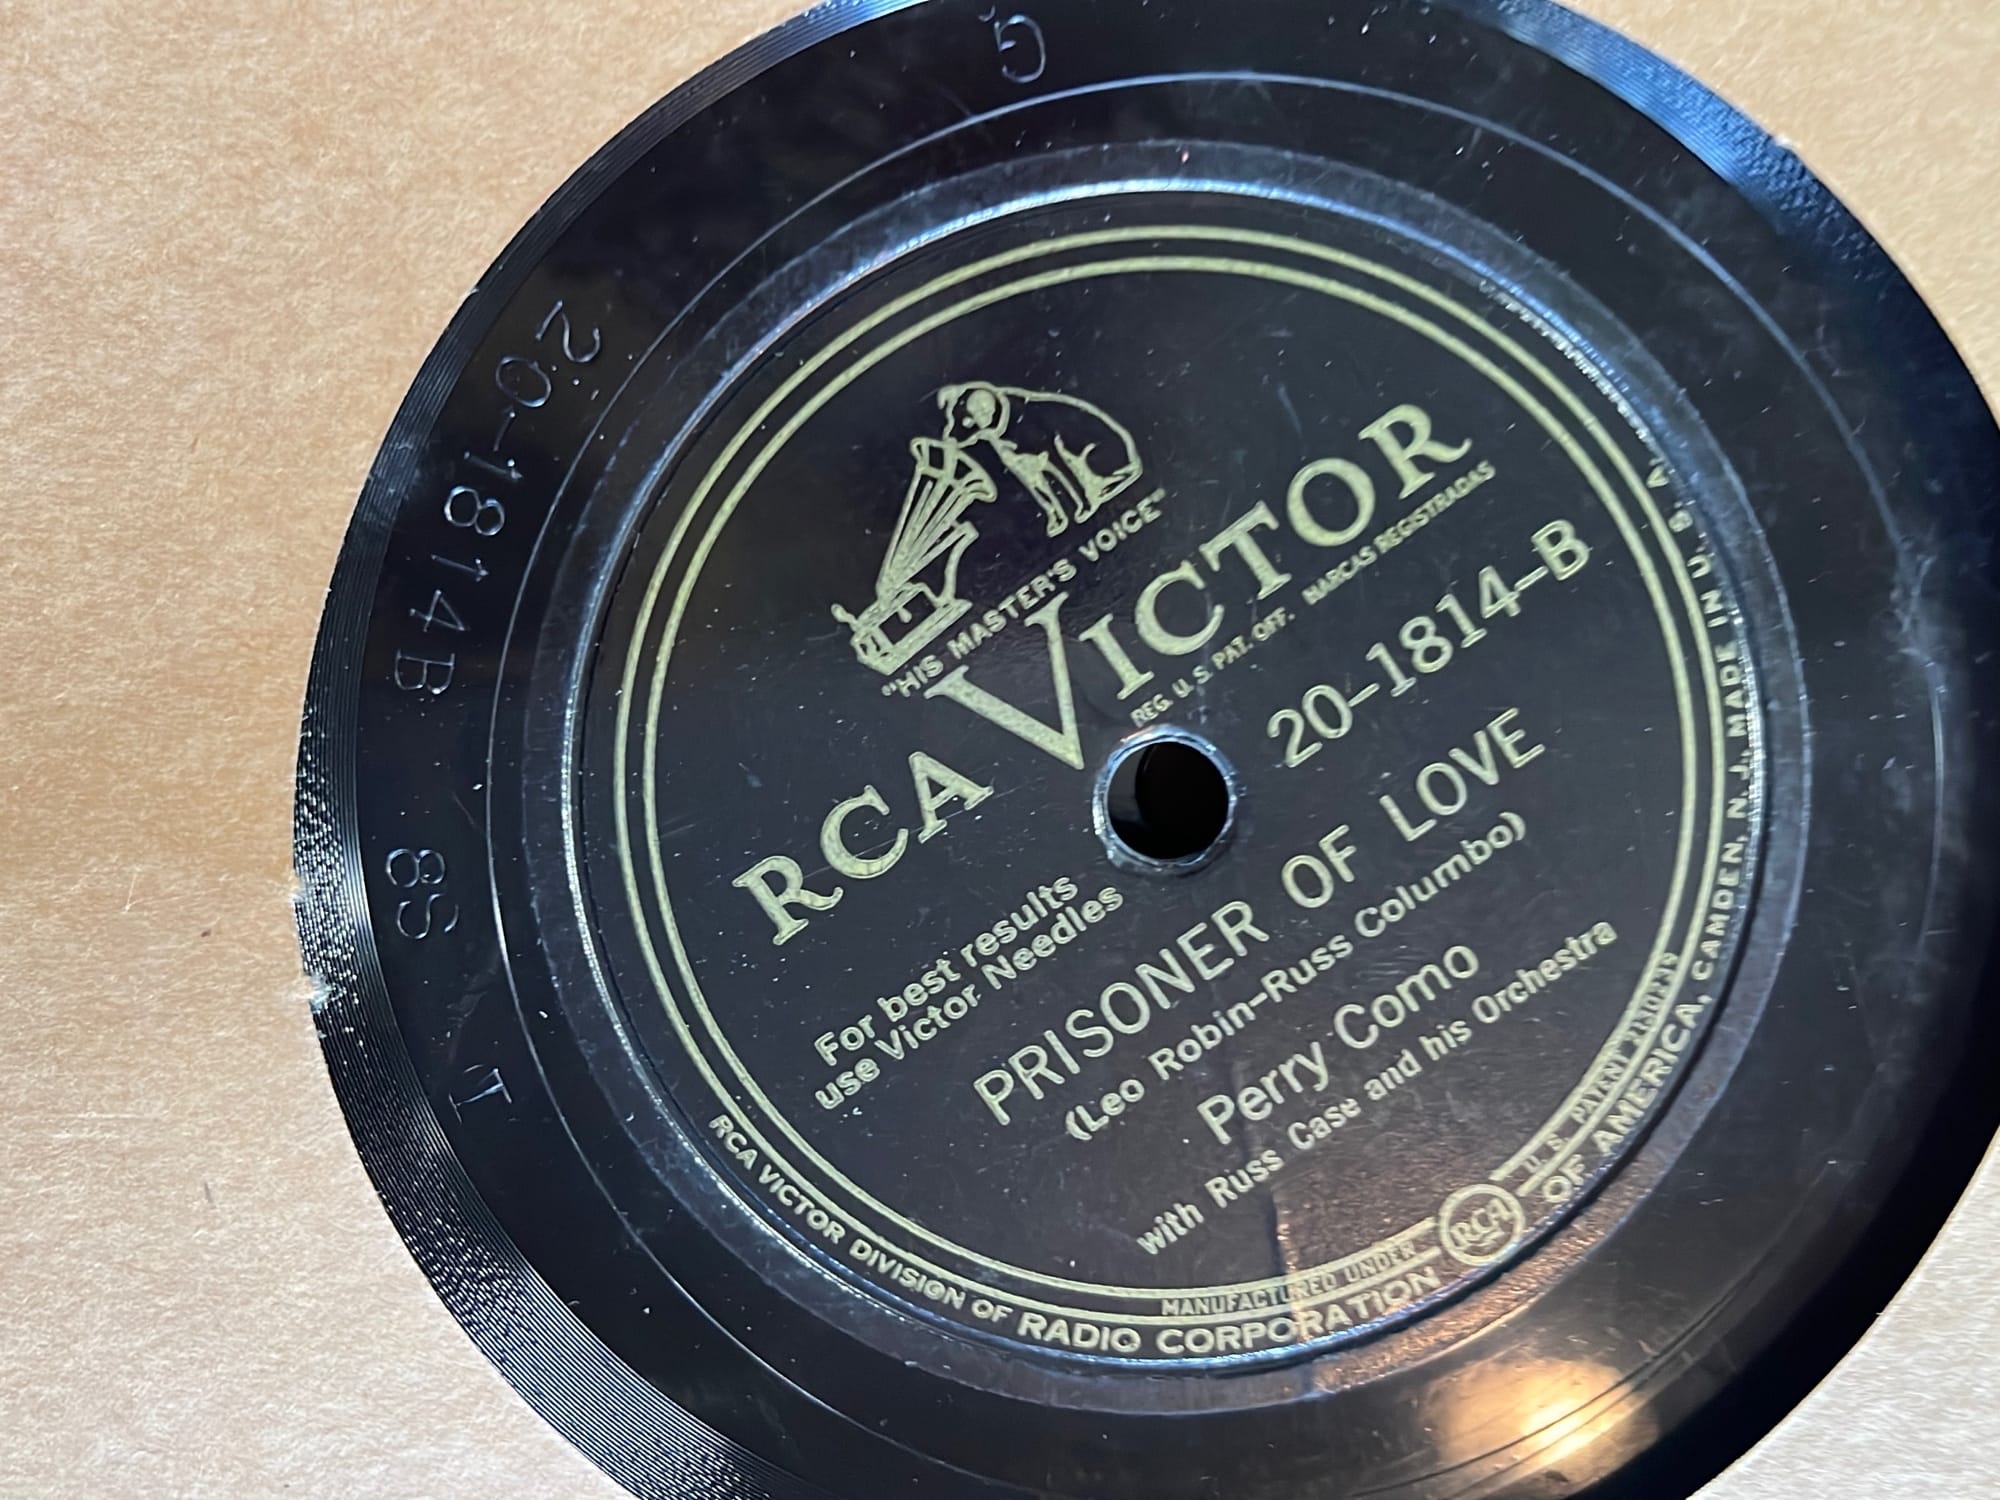 G
20-1814B
8S
I
"HIS MASTER'S VOICE"
RCA VICTOR
REG. U. S. PAT. OFF. MARCAS REGISTRADAS
20-1814-B
For best results
use Victor Needles
PRISONER OF LOVE
(Leo Robin-Russ Columbo)
Perry Como
with Russ Case and his Orchestra
MANUFACTURED UNDER RCA U.S. PATENT 2130239
RCA VICTOR DIVISION OF RADIO CORPORATION OF AMERICA, CAMDEN, N.J. MADE IN U. S. A.